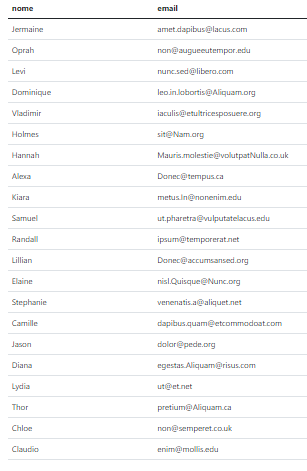 nome email
Jermaine amet.dapibus@lacus.com
Oprah non@augueeutempor.edu
Levi nunc.sed@libero.com
Dominique leo.in.lobortis@Aliquam.org
Vladimir iaculis@etultricesposuere.org
Holmes sit@Nam.org
Hannah Mauris.molestie@volutpatNulla.co.uk
Alexa Donec@tempus.ca
Kiara metus.In@nonenim.edu
Samuel ut.pharetra@vulputatelacus.edu
Randall ipsum@temporerat.net
Lillian Donec@accumsansed.org
Elaine nisl.Quisque@Nunc.org
Stephanie venenatis.a@aliquet.net
Camille dapibus.quam@etcommodoat.com
Jason dolor@pede.org
Diana egestas.Aliquam@risus.com
Lydia ut@et.net
Thor pretium@Aliquam.ca
Chloe non@semperet.co.uk
Claudio enim@mollis.edu